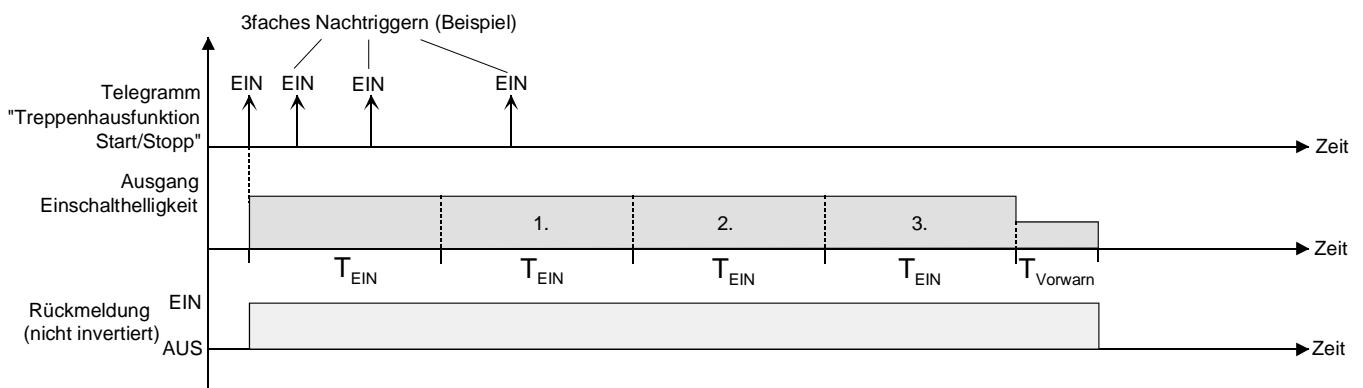 3faches Nachtriggern (Beispiel)
EIN EIN EIN EIN
Telegramm
"Treppenhausfunktion
Start/Stopp"
Zeit
Ausgang
Einschalthelligkeit
1. 2. 3.
Zeit
TEIN TEIN TEIN TEIN TVorwarn
EIN
Rückmeldung
(nicht invertiert)
AUS
Zeit